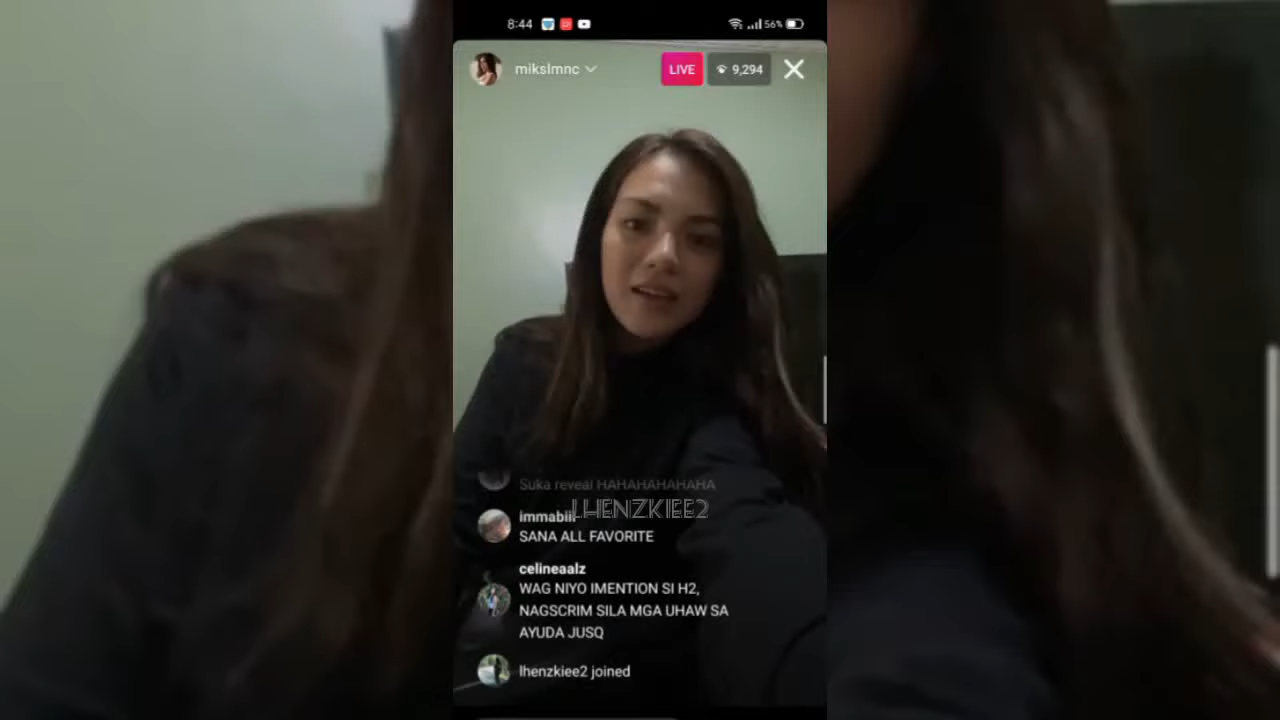 8:44
56%
mikslmnc
LIVE
9,294
Suka reveal HAHAHAHAHAHA
LHENZKIEE2
immabiii
SANA ALL FAVORITE
celineaalz
WAG NIYO IMENTION SI H2,
NAGSCRIM SILA MGA UHAW SA
AYUDA JUSQ
lhenzkiee2 joined